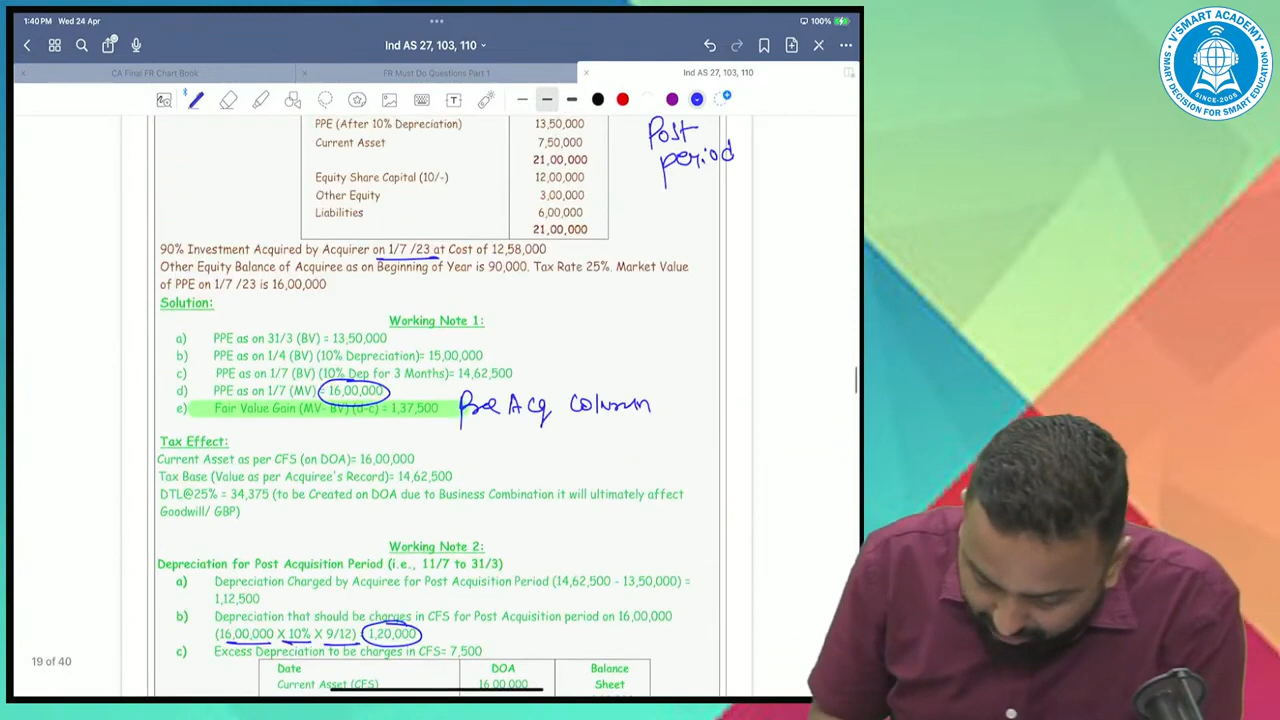 1:40 PM Wed 24 Apr
100%
Ind AS 27, 103, 110
CA Final FR Chart Book
FR Must Do Questions Part 1
Ind AS 27, 103, 110
V'SMART ACADEMY
SMART DECISION FOR SMART EDUCATION
SINCE-2008
PPE (After 10% Depreciation) 13,50,000
Current Asset 7,50,000
21,00,000
Equity Share Capital (10/-) 12,00,000
Other Equity 3,00,000
Liabilities 6,00,000
21,00,000
Post
period
90% Investment Acquired by Acquirer on 1/7 /23 at Cost of 12,58,000
Other Equity Balance of Acquiree as on Beginning of Year is 90,000. Tax Rate 25%. Market Value
of PPE on 1/7 /23 is 16,00,000
Solution:
Working Note 1:
a) PPE as on 31/3 (BV) = 13,50,000
b) PPE as on 1/4 (BV) (10% Depreciation)= 15,00,000
c) PPE as on 1/7 (BV) (10% Dep for 3 Months)= 14,62,500
d) PPE as on 1/7 (MV) = 16,00,000
e) Fair Value Gain (MV- BV) (d-c) = 1,37,500
Pre Acq Column
Tax Effect:
Current Asset as per CFS (on DOA)= 16,00,000
Tax Base (Value as per Acquiree's Record)= 14,62,500
DTL@25% = 34,375 (to be Created on DOA due to Business Combination it will ultimately affect
Goodwill/ GBP)
Working Note 2:
Depreciation for Post Acquisition Period (i.e., 11/7 to 31/3)
a) Depreciation Charged by Acquiree for Post Acquisition Period (14,62,500 - 13,50,000) =
1,12,500
b) Depreciation that should be charges in CFS for Post Acquisition period on 16,00,000
(16,00,000 X 10% X 9/12) 1,20,000
c) Excess Depreciation to be charges in CFS= 7,500
Date DOA Balance
Sheet
Current Asset (CFS) 16,00,000
19 of 40